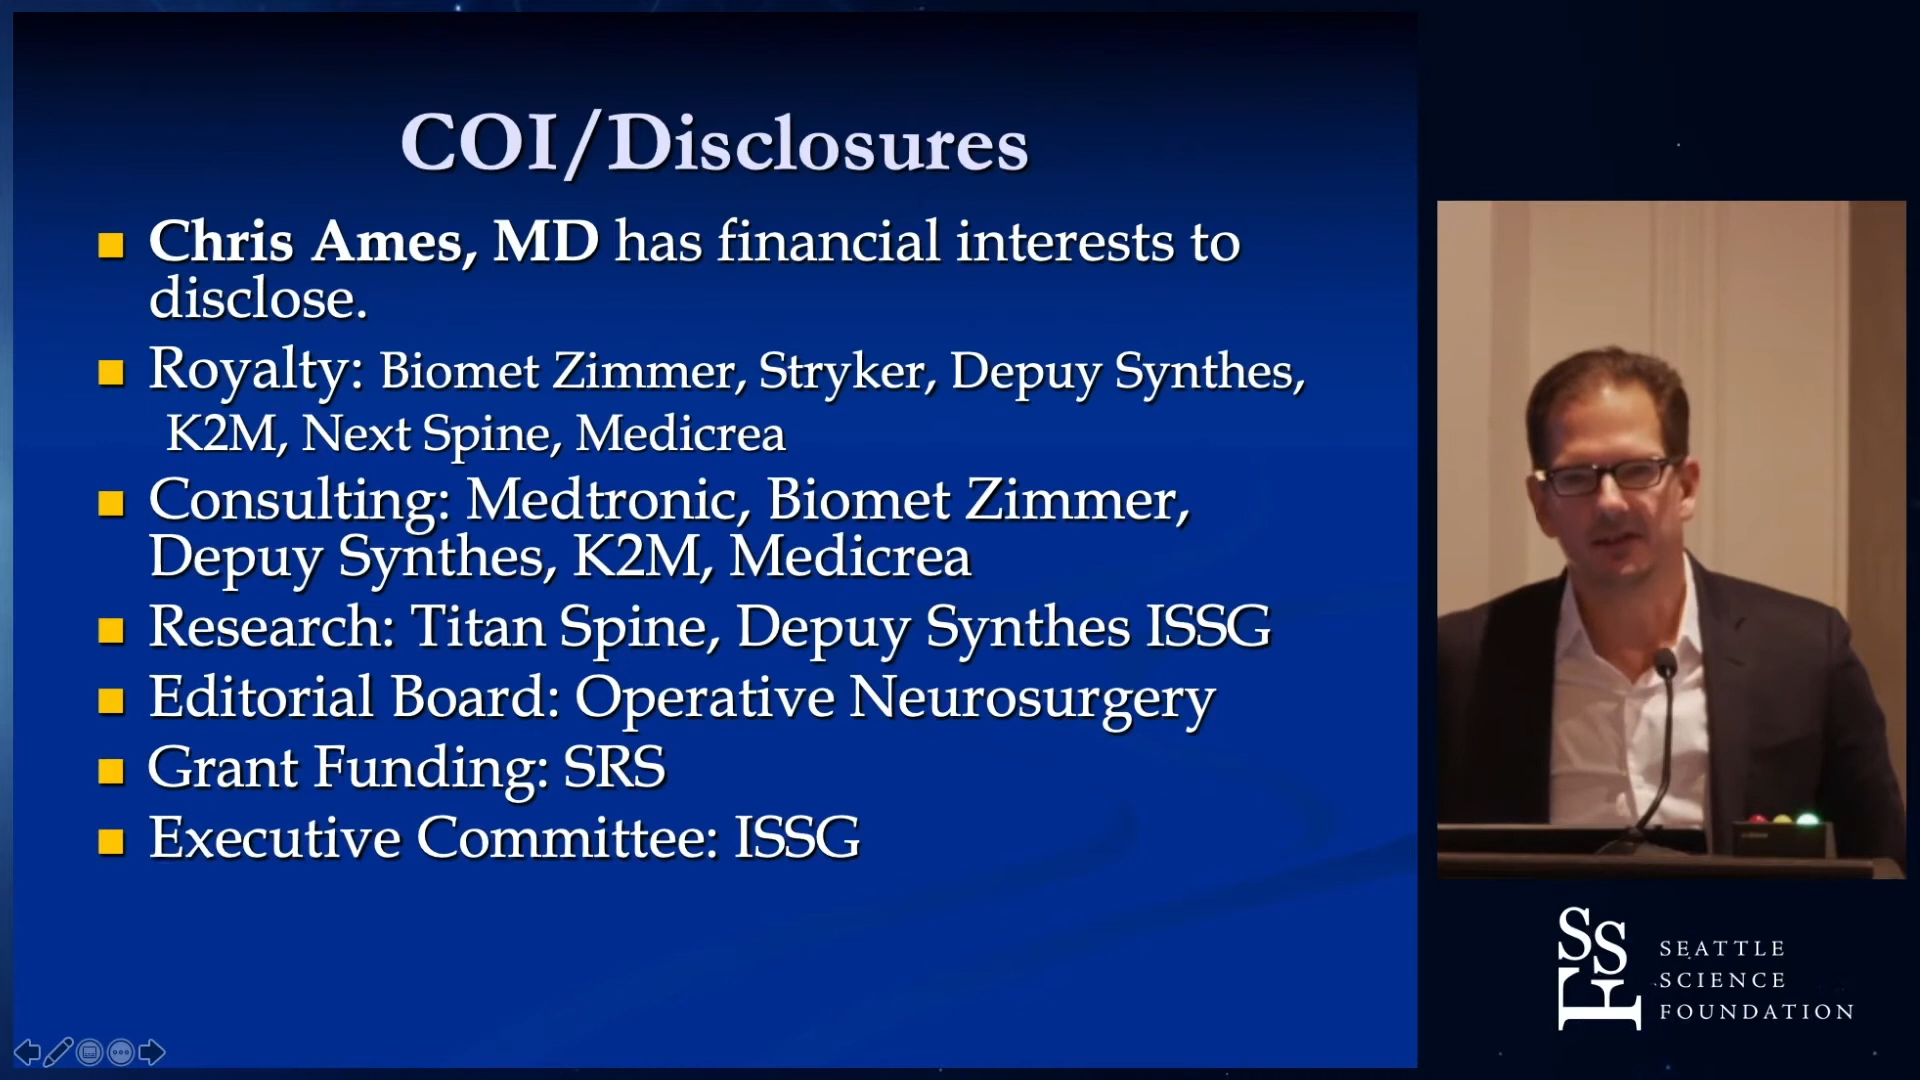 COI/Disclosures
Chris Ames, MD has financial interests to
disclose.
Royalty: Biomet Zimmer, Stryker, Depuy Synthes,
K2M, Next Spine, Medicrea
Consulting: Medtronic, Biomet Zimmer,
Depuy Synthes, K2M, Medicrea
Research: Titan Spine, Depuy Synthes ISSG
Editorial Board: Operative Neurosurgery
Grant Funding: SRS
Executive Committee: ISSG
SSF
SEATTLE
SCIENCE
FOUNDATION